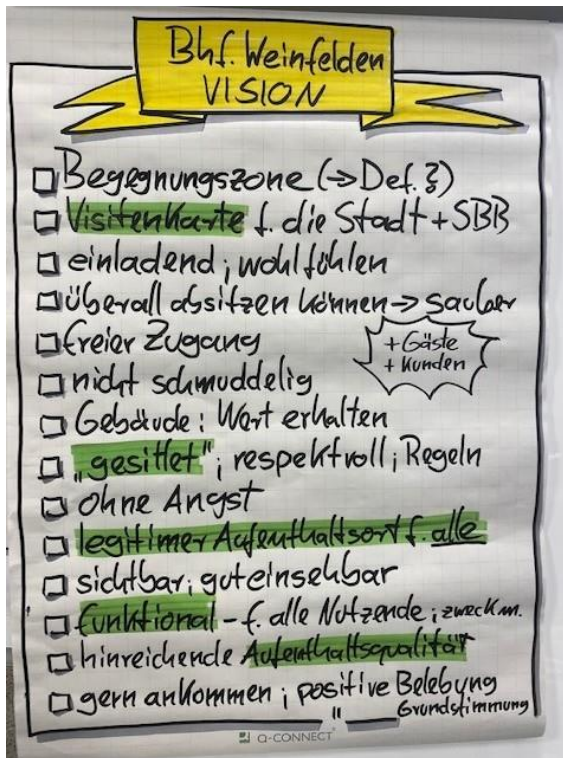 Bhf. Weinfelden
VISION
Begegnungszone (→ Def. ?)
Visitenkarte f. die Stadt + SBB
einladend ; wohl fühlen
überall absitzen können → sauber
freier Zugang
+ Gäste
+ Kunden
nicht schmuddelig
Gebäude : Wert erhalten
„gesittet“ ; respektvoll ; Regeln
ohne Angst
legitimer Aufenthaltsort f. alle
sichtbar ; gut einsehbar
funktional – f. alle Nutzende ; zweckm.
hinreichende Aufenthaltsqualität
gern ankommen ; positive Belebung
" Grundstimmung
Q-CONNECT